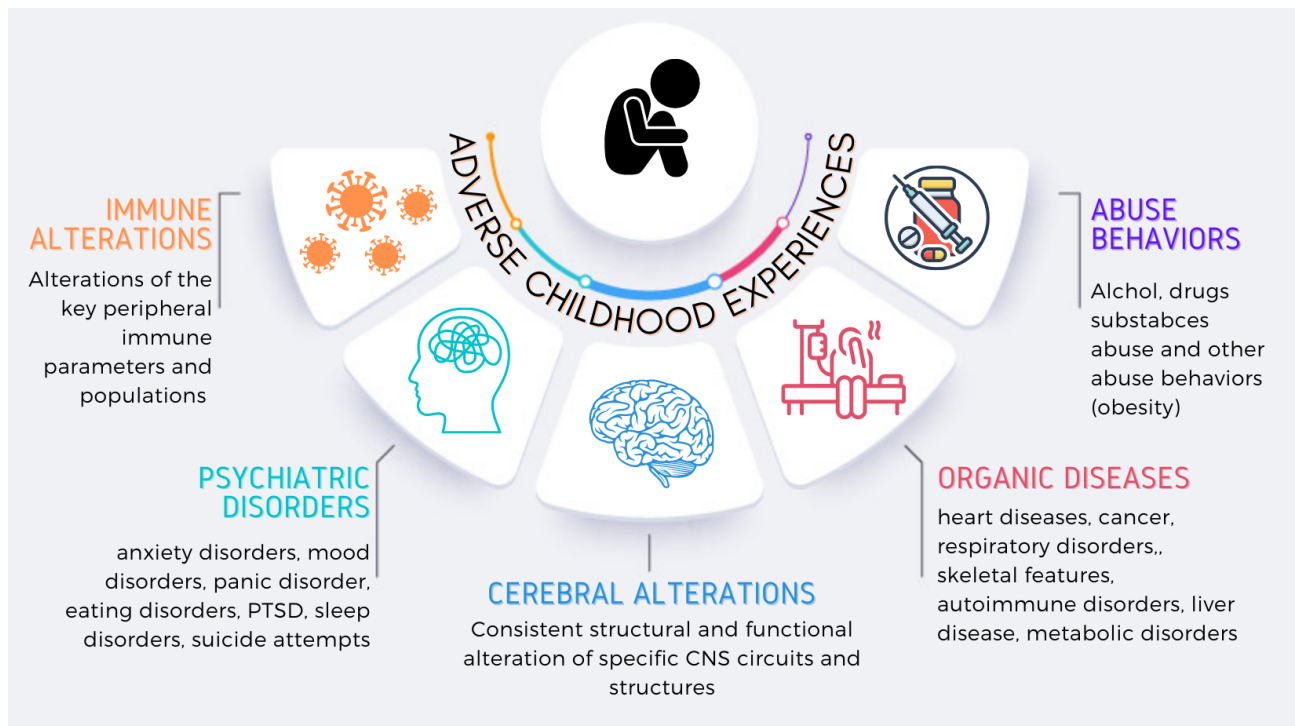 ADVERSE CHILDHOOD EXPERIENCES
IMMUNE
ALTERATIONS
Alterations of the
key peripheral
immune
parameters and
populations
PSYCHIATRIC
DISORDERS
anxiety disorders, mood
disorders, panic disorder,
eating disorders, PTSD, sleep
disorders, suicide attempts
CEREBRAL ALTERATIONS
Consistent structural and functional
alteration of specific CNS circuits and
structures
ORGANIC DISEASES
heart diseases, cancer,
respiratory disorders,,
skeletal features,
autoimmune disorders, liver
disease, metabolic disorders
ABUSE
BEHAVIORS
Alchol, drugs
substabces
abuse and other
abuse behaviors
(obesity)